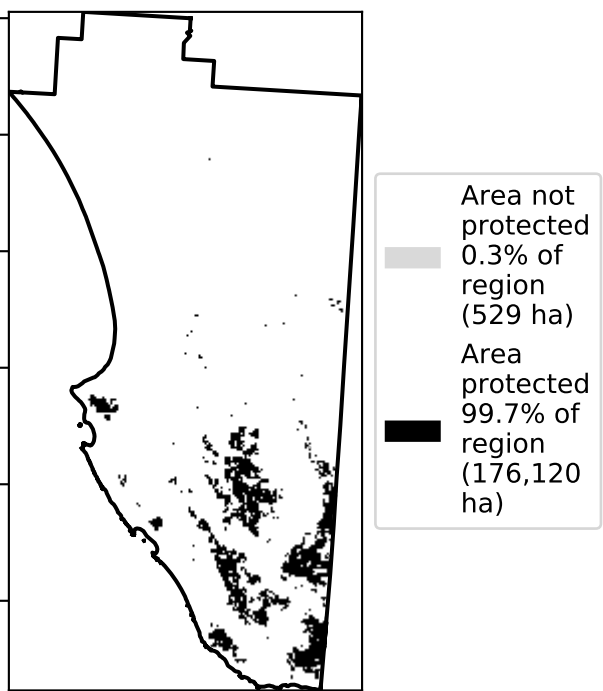 Area not
protected
0.3% of
region
(529 ha)
Area
protected
99.7% of
region
(176,120
ha)